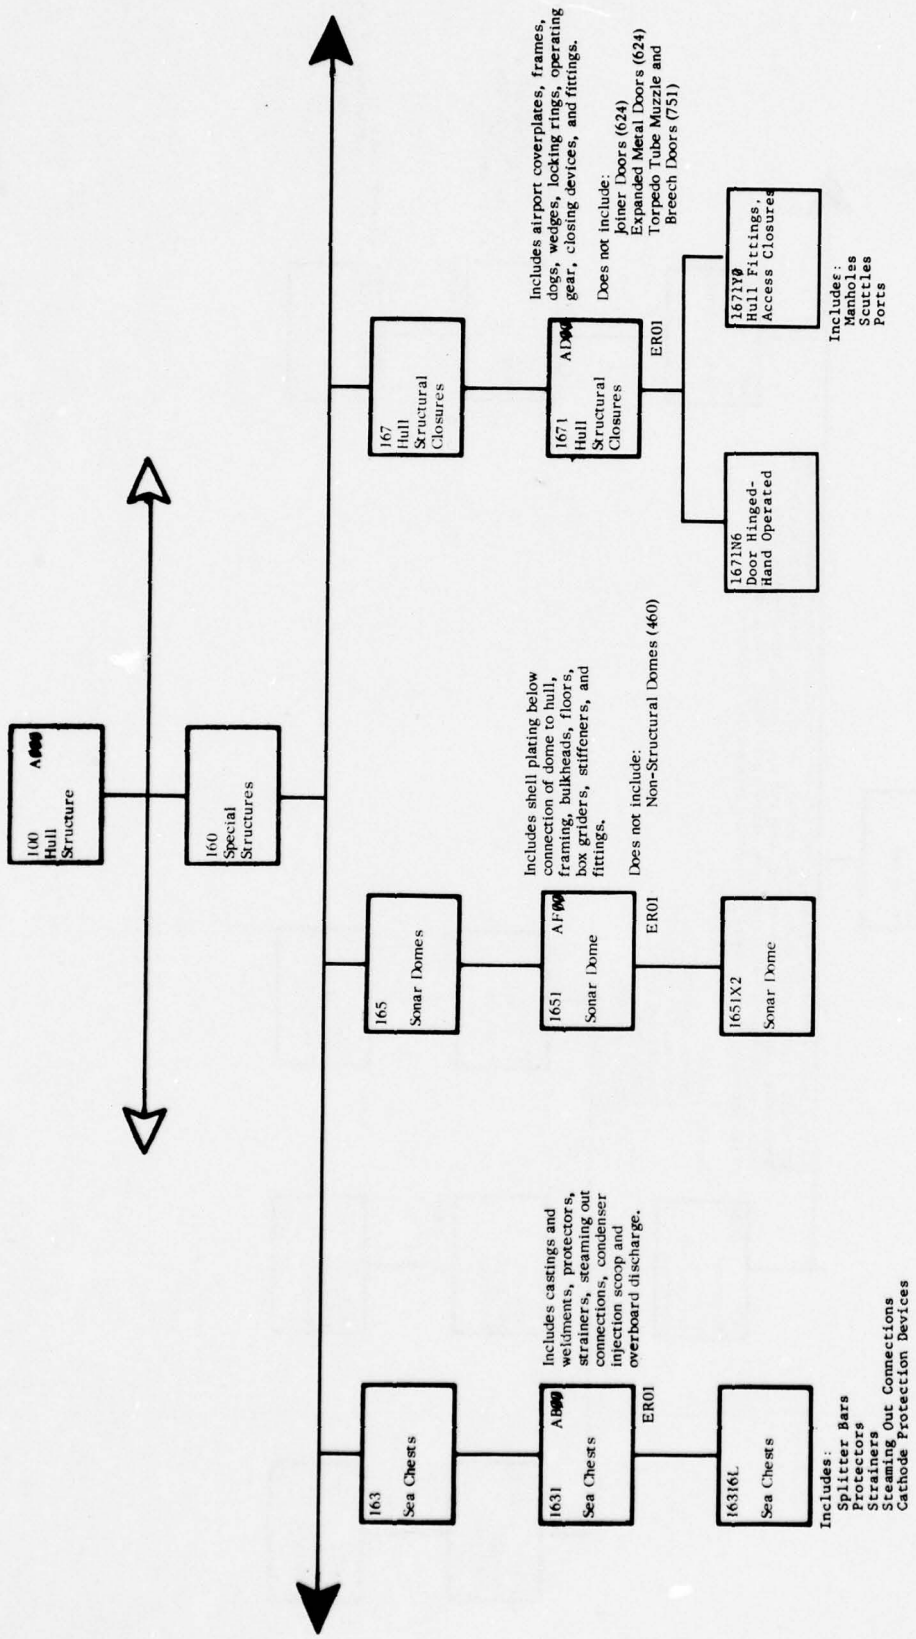 100 AØØØ
Hull
Structure
160
Special
Structures
163
Sea Chests
165
Sonar Domes
167
Hull
Structural
Closures
1631 ABØØ
Sea Chests
ER01
Includes castings and
weldments, protectors,
strainers, steaming out
connections, condenser
injection scoop and
overboard discharge.
1651 AFØØ
Sonar Dome
ER01
Includes shell plating below
connection of dome to hull,
framing, bulkheads, floors,
box griders, stiffeners, and
fittings.
Does not include:
Non-Structural Domes (460)
1671 ADØØ
Hull
Structural
Closures
ER01
Includes airport coverplates, frames,
dogs, wedges, locking rings, operating
gear, closing devices, and fittings.
Does not include:
Joiner Doors (624)
Expanded Metal Doors (624)
Torpedo Tube Muzzle and
Breech Doors (751)
16316L
Sea Chests
Includes:
Splitter Bars
Protectors
Strainers
Steaming Out Connections
Cathode Protection Devices
1651X2
Sonar Dome
1671N6
Door Hinged-
Hand Operated
1671YØ
Hull Fittings,
Access Closures
Includes:
Manholes
Scuttles
Ports